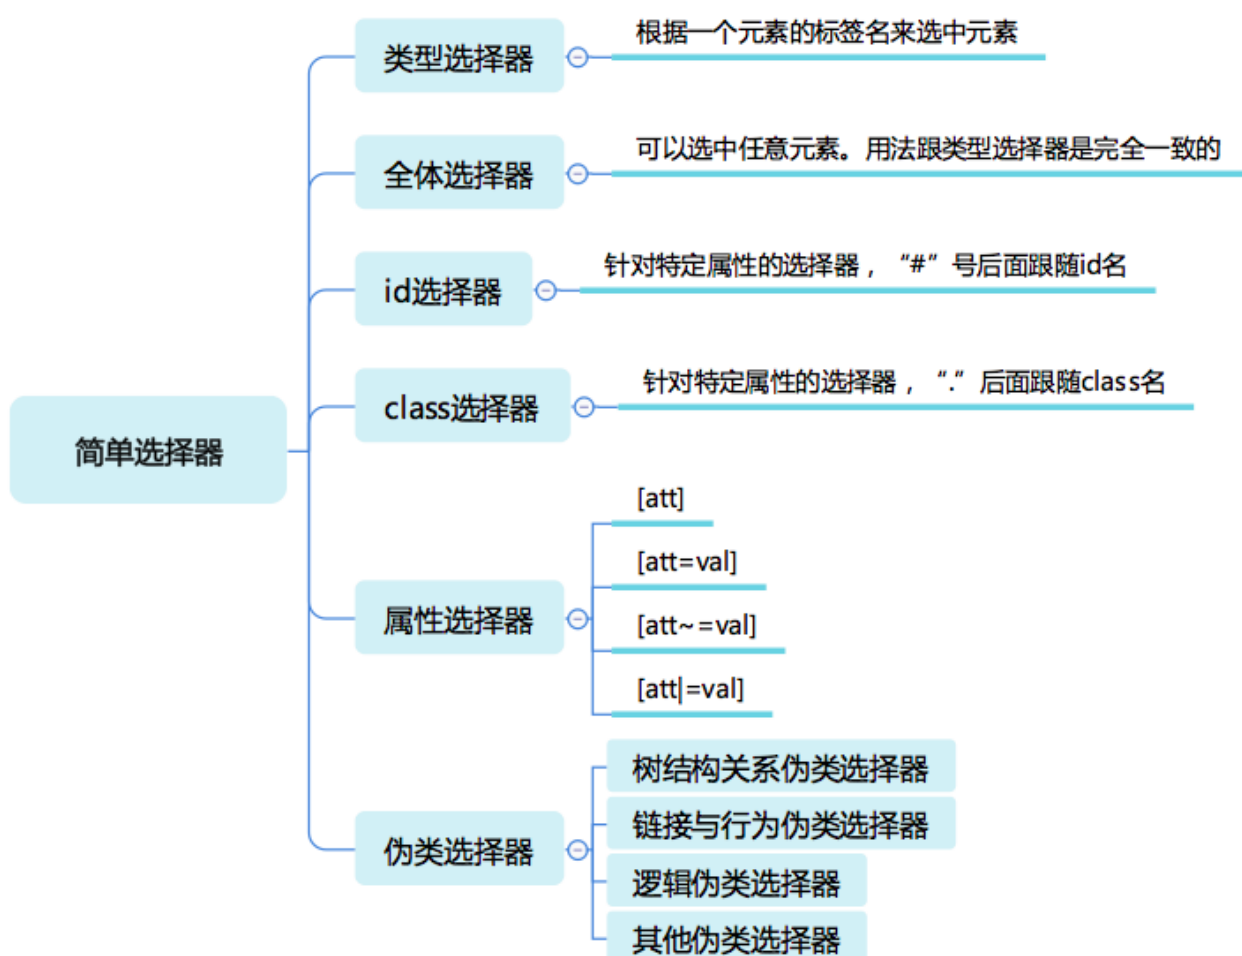 简单选择器
类型选择器
根据一个元素的标签名来选中元素
全体选择器
可以选中任意元素。用法跟类型选择器是完全一致的
id选择器
针对特定属性的选择器，“#”号后面跟随id名
class选择器
针对特定属性的选择器，“.”后面跟随class名
属性选择器
[att]
[att=val]
[att~=val]
[att|=val]
伪类选择器
树结构关系伪类选择器
链接与行为伪类选择器
逻辑伪类选择器
其他伪类选择器